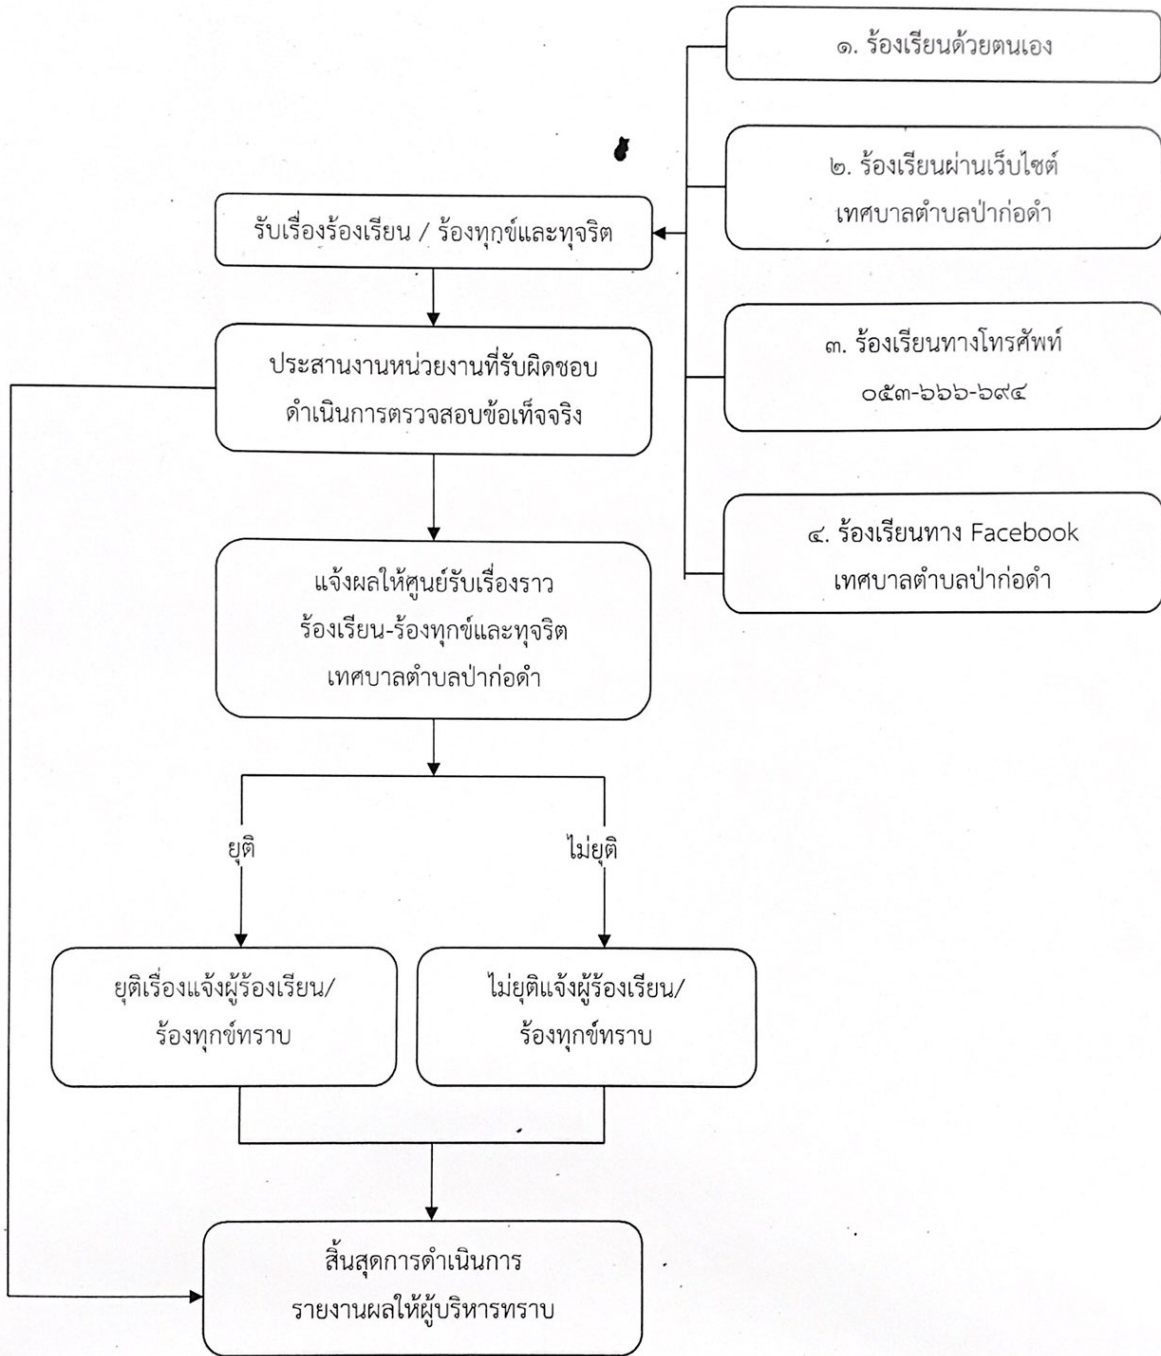 ๑. ร้องเรียนด้วยตนเอง
๒. ร้องเรียนผ่านเว็บไซต์
เทศบาลตำบลป่าก่อดำ
รับเรื่องร้องเรียน / ร้องทุกข์และทุจริต
๓. ร้องเรียนทางโทรศัพท์
๐๕๓-๖๖๖-๖๙๔
ประสานงานหน่วยงานที่รับผิดชอบ
ดำเนินการตรวจสอบข้อเท็จจริง
๔. ร้องเรียนทาง Facebook
เทศบาลตำบลป่าก่อดำ
แจ้งผลให้ศูนย์รับเรื่องราว
ร้องเรียน-ร้องทุกข์และทุจริต
เทศบาลตำบลป่าก่อดำ
ยุติ
ไม่ยุติ
ยุติเรื่องแจ้งผู้ร้องเรียน/
ร้องทุกข์ทราบ
ไม่ยุติแจ้งผู้ร้องเรียน/
ร้องทุกข์ทราบ
สิ้นสุดการดำเนินการ
รายงานผลให้ผู้บริหารทราบ